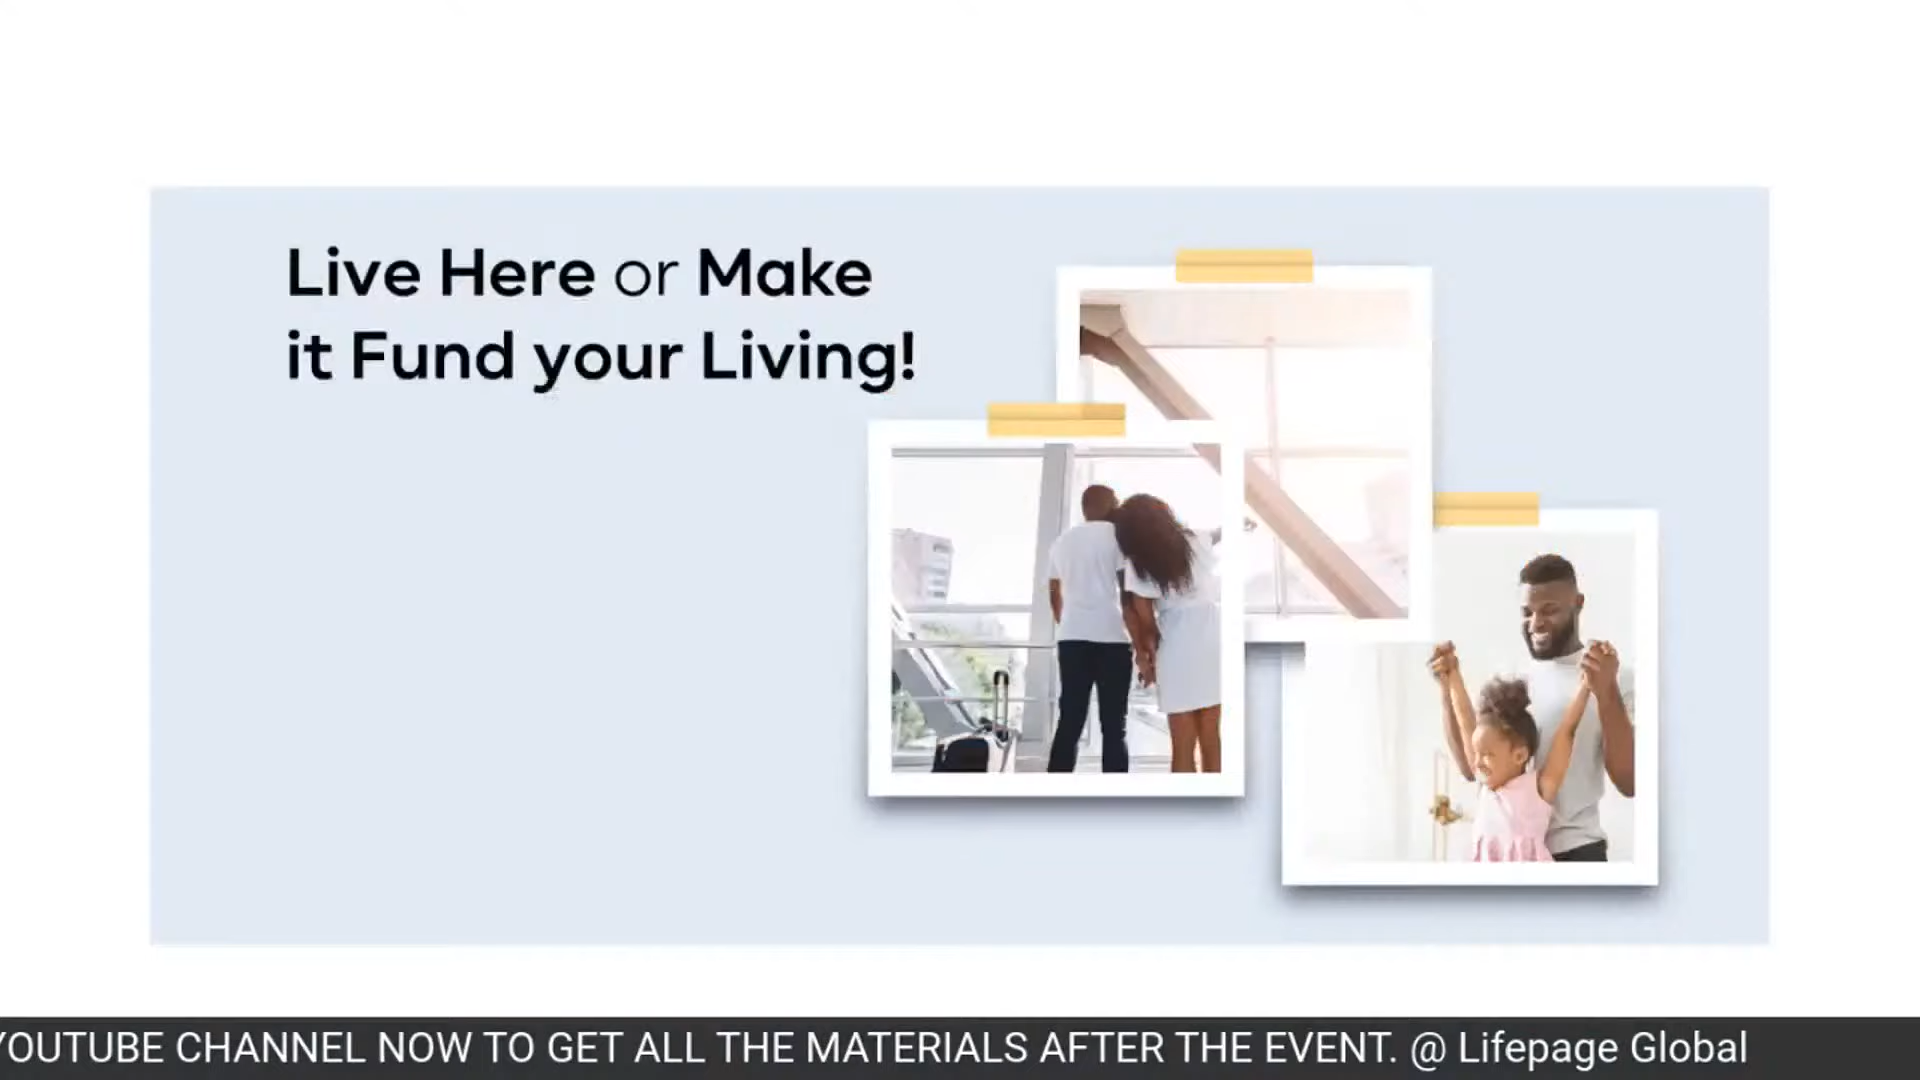 Live Here or Make
it Fund your Living!
YOUTUBE CHANNEL NOW TO GET ALL THE MATERIALS AFTER THE EVENT. @ Lifepage Global